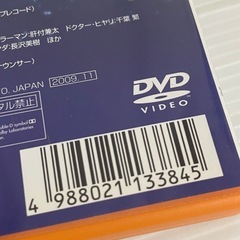 プレコード)
ラーマン:肝付兼太 ドクター・ヒヤリ:千葉 繁
ンダ:長沢美樹 ほか
ウンサー)
O. JAPAN 2009. 11
タル禁止
DVD
VIDEO
4 988021 133845